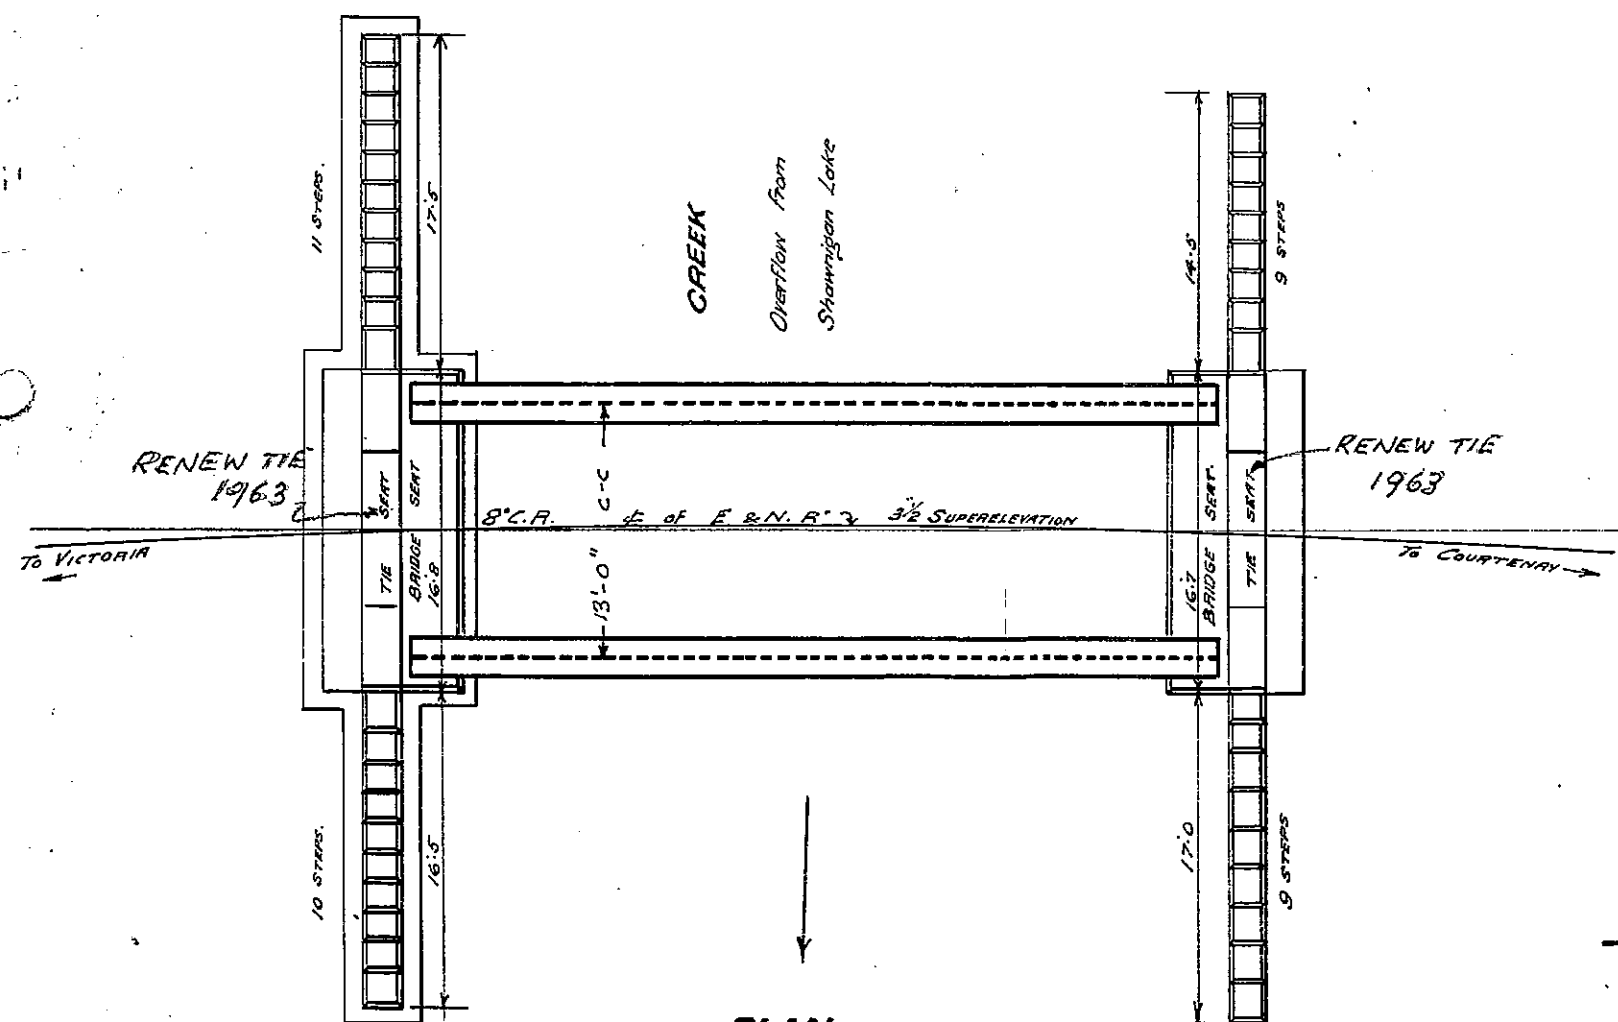 11 STEPS.
17.5
CREEK
Overflow from
Shawnigan Lake
14.5
9 STEPS
RENEW TIE
1963
TIE SEAT
BRIDGE SEAT
16.8
C-C
13'-0"
8° C.R. ℄ of E. & N. Rʸ 3½" SUPERELEVATION
16.7
BRIDGE SEAT.
TIE SEAT
RENEW TIE
1963
TO VICTORIA
TO COURTENAY
10 STEPS.
16.5
17.0
9 STEPS
PLAN